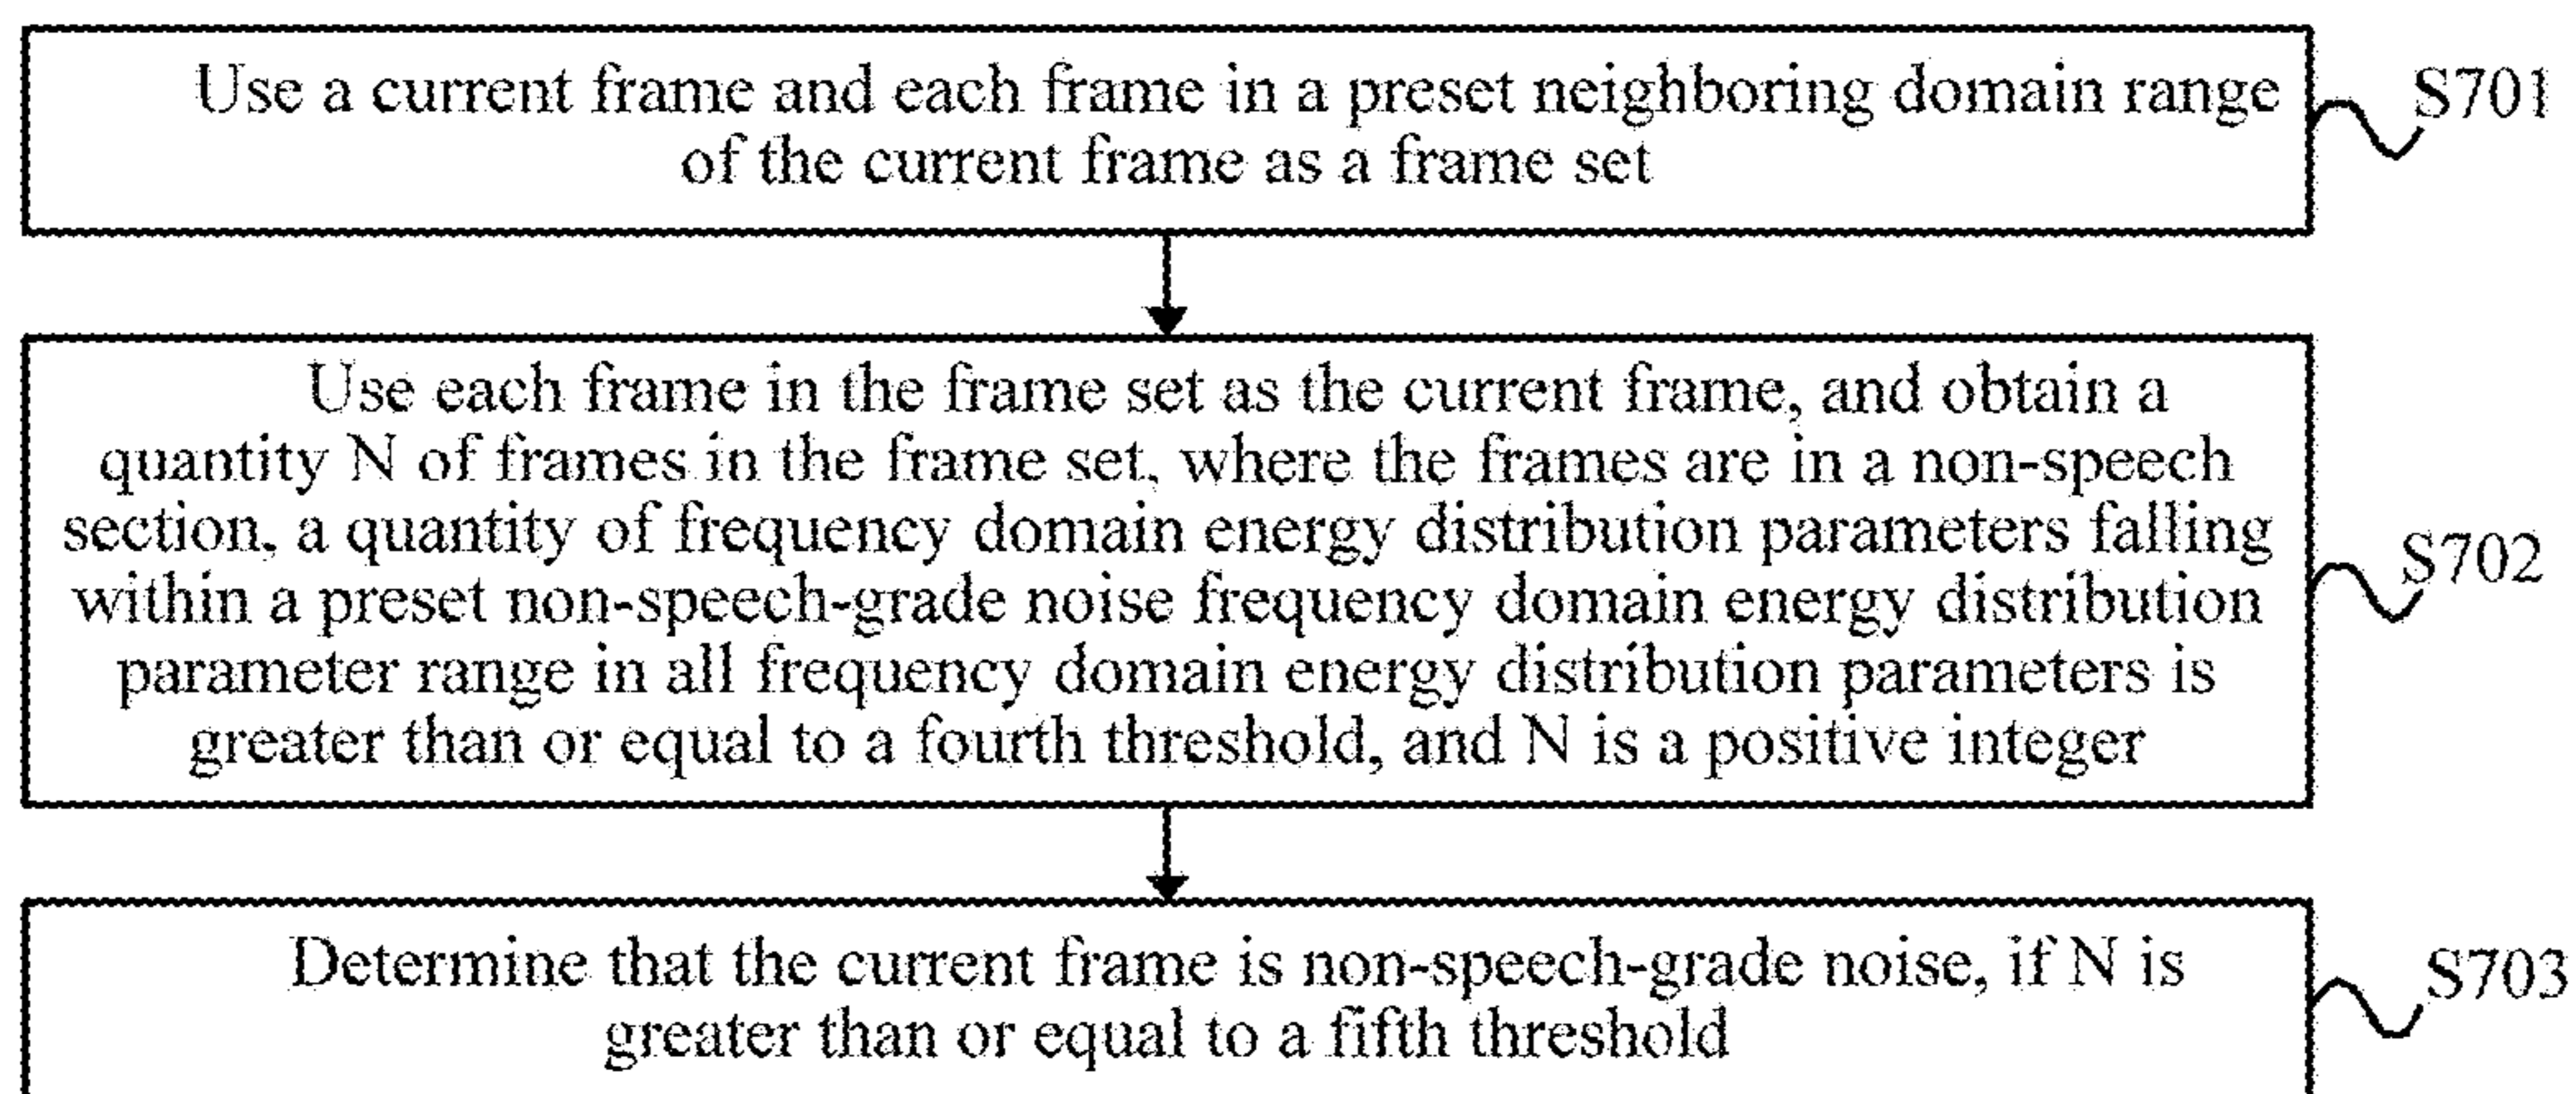 Use a current frame and each frame in a preset neighboring domain range
of the current frame as a frame set
S701
Use each frame in the frame set as the current frame, and obtain a
quantity N of frames in the frame set, where the frames are in a non-speech
section, a quantity of frequency domain energy distribution parameters falling
within a preset non-speech-grade noise frequency domain energy distribution
parameter range in all frequency domain energy distribution parameters is
greater than or equal to a fourth threshold, and N is a positive integer
S702
Determine that the current frame is non-speech-grade noise, if N is
greater than or equal to a fifth threshold
S703